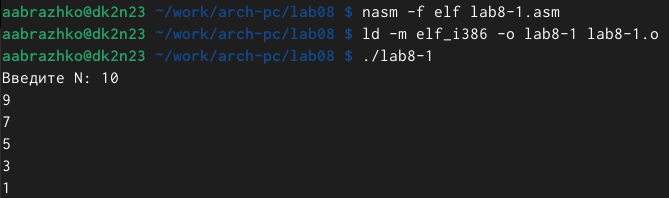 aabrazhko@dk2n23 ~/work/arch-pc/lab08 $ nasm -f elf lab8-1.asm
aabrazhko@dk2n23 ~/work/arch-pc/lab08 $ ld -m elf_i386 -o lab8-1 lab8-1.o
aabrazhko@dk2n23 ~/work/arch-pc/lab08 $ ./lab8-1
Введите N: 10
9
7
5
3
1